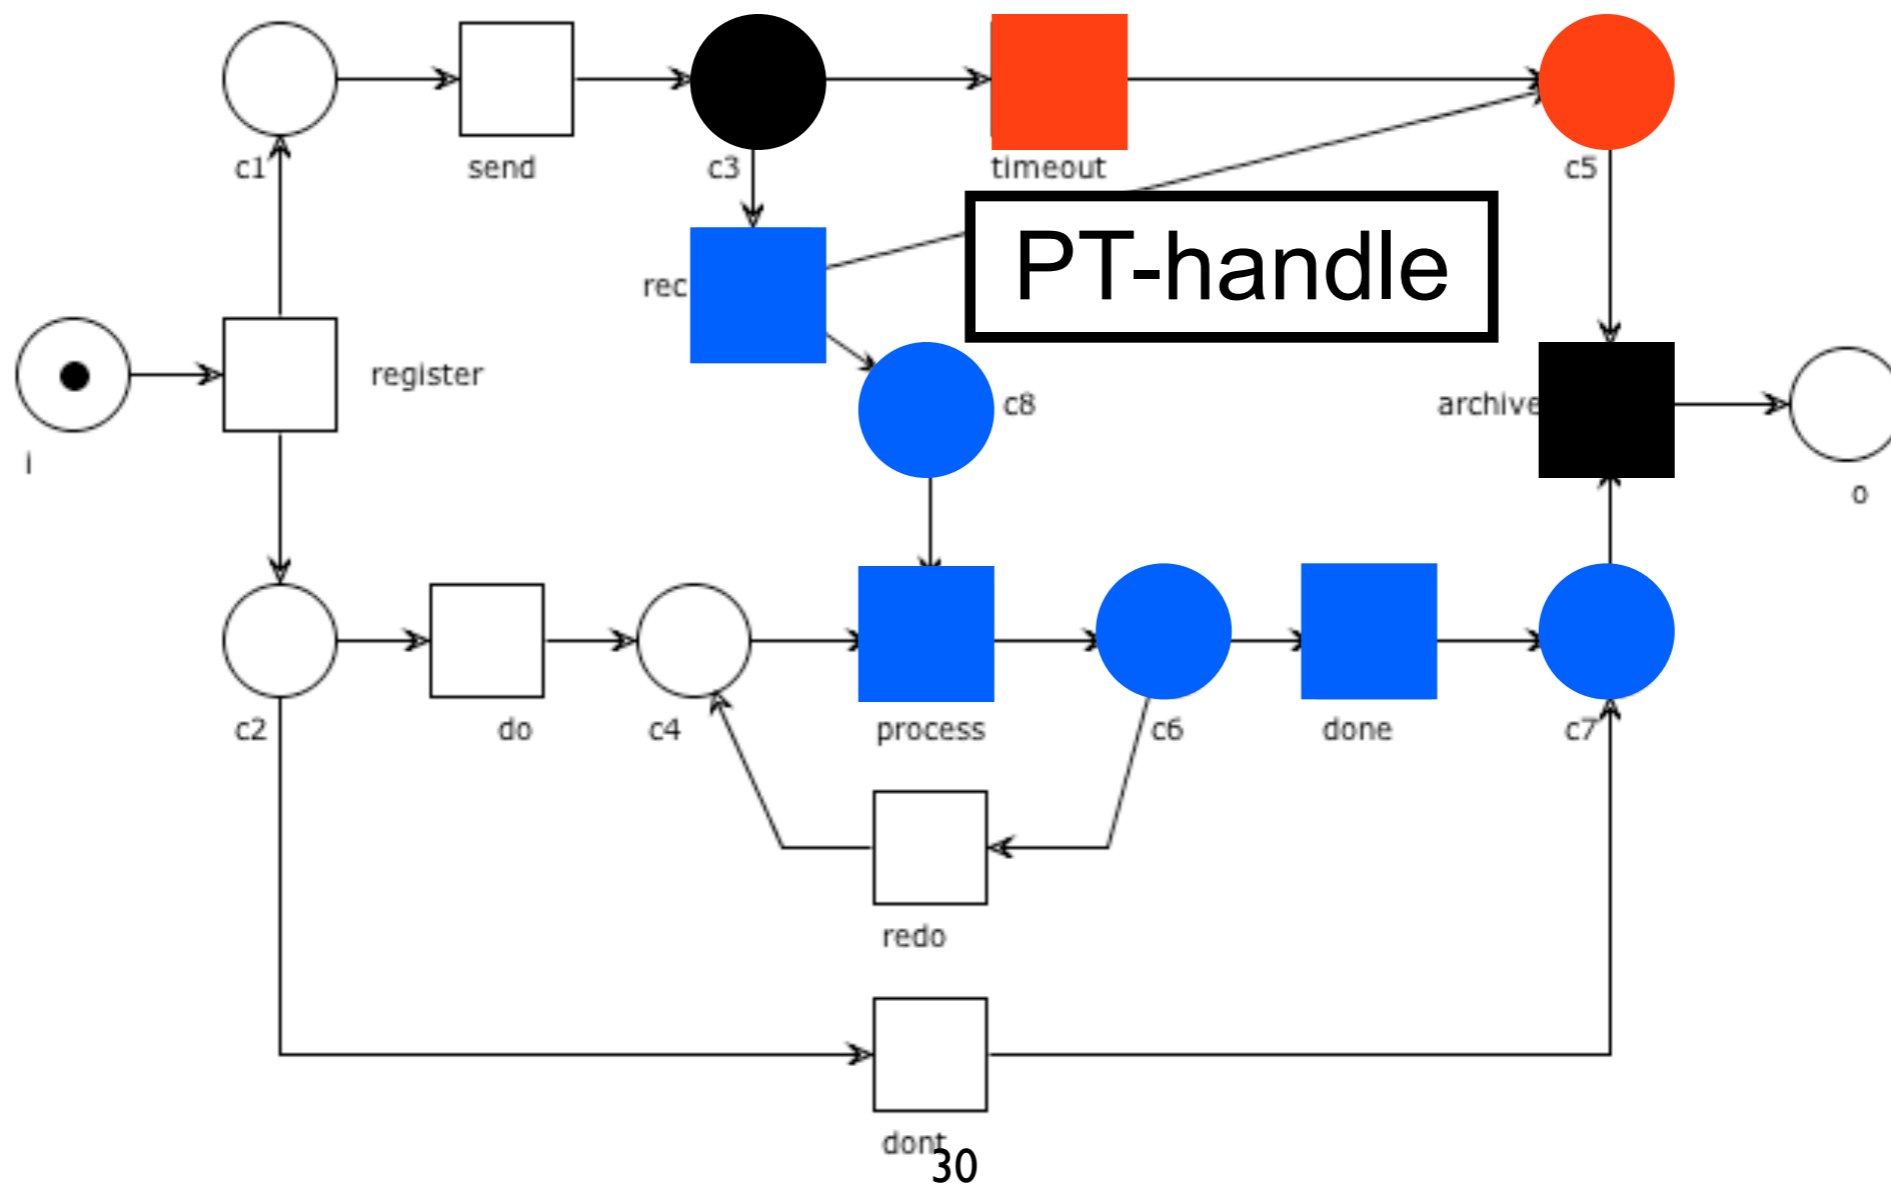 c1
send
c3
timeout
c5
rec
PT-handle
register
c8
archive
i
o
c2
do
c4
process
c6
done
c7
redo
dont
30